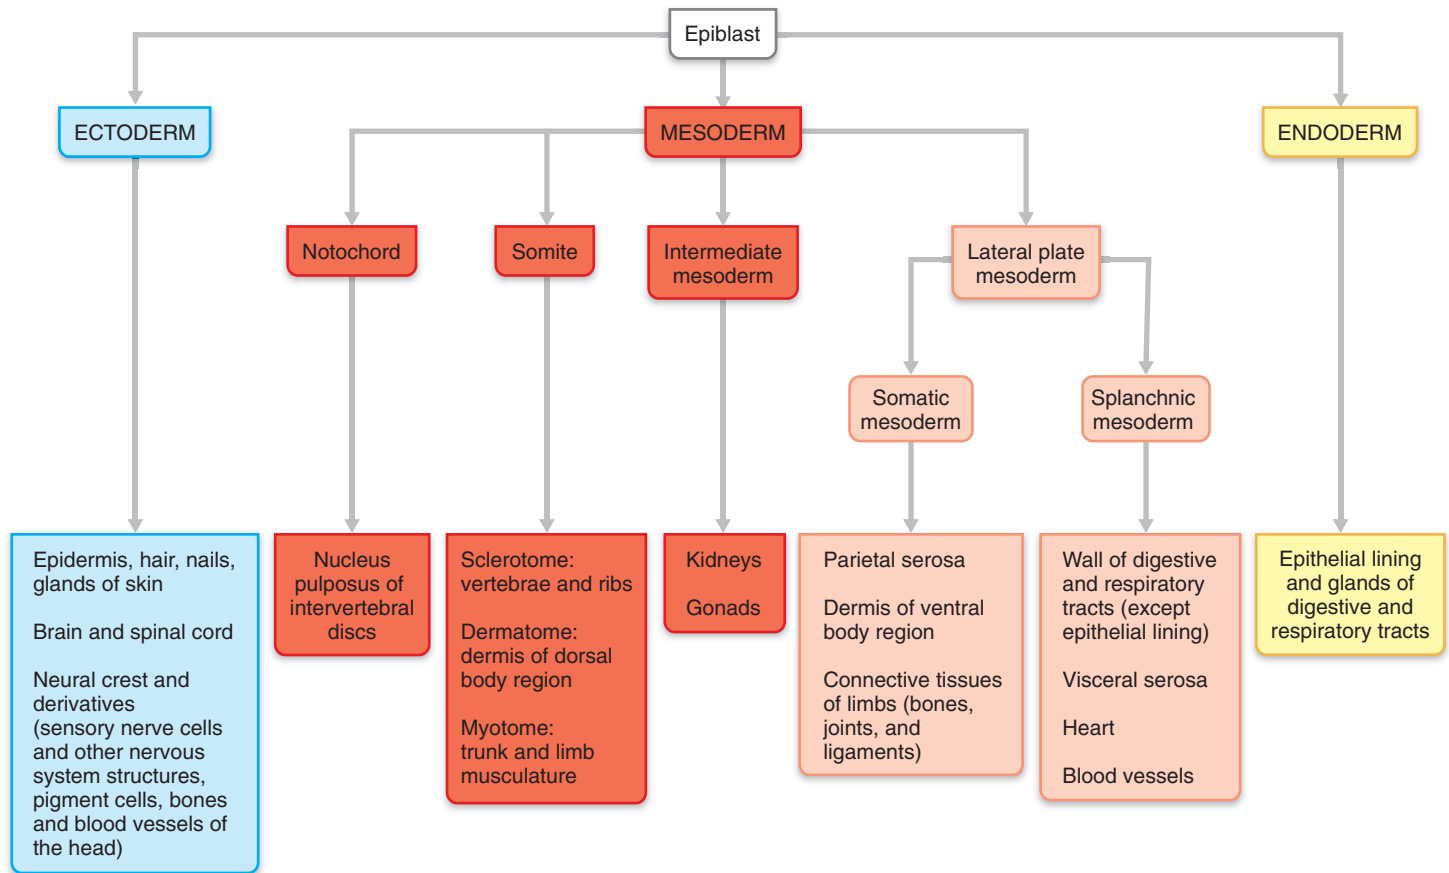 Epiblast
ECTODERM
MESODERM
ENDODERM
Notochord
Somite
Intermediate
mesoderm
Lateral plate
mesoderm
Somatic
mesoderm
Splanchnic
mesoderm
Epidermis, hair, nails,
glands of skin
Brain and spinal cord
Neural crest and
derivatives
(sensory nerve cells
and other nervous
system structures,
pigment cells, bones
and blood vessels of
the head)
Nucleus
pulposus of
intervertebral
discs
Sclerotome:
vertebrae and ribs
Dermatome:
dermis of dorsal
body region
Myotome:
trunk and limb
musculature
Kidneys
Gonads
Parietal serosa
Dermis of ventral
body region
Connective tissues
of limbs (bones,
joints, and
ligaments)
Wall of digestive
and respiratory
tracts (except
epithelial lining)
Visceral serosa
Heart
Blood vessels
Epithelial lining
and glands of
digestive and
respiratory tracts